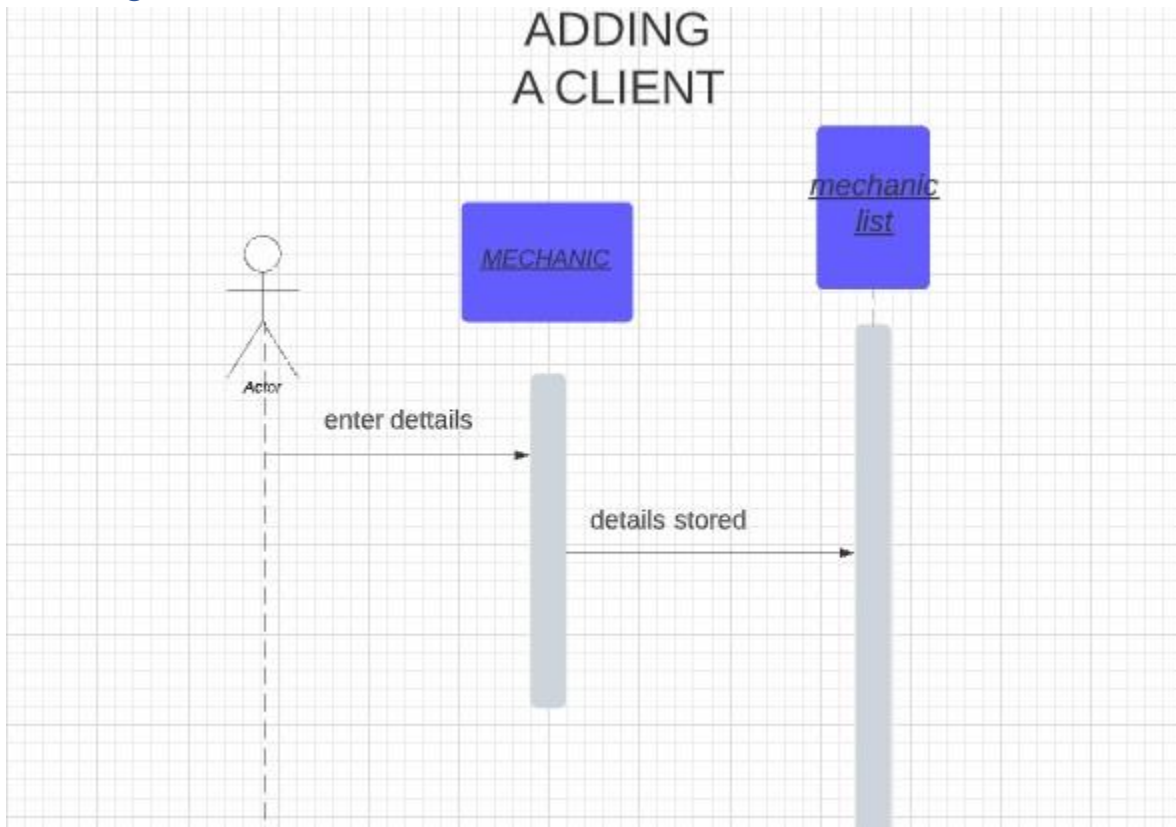 ADDING
A CLIENT
mechanic
list
MECHANIC
Actor
enter dettails
details stored